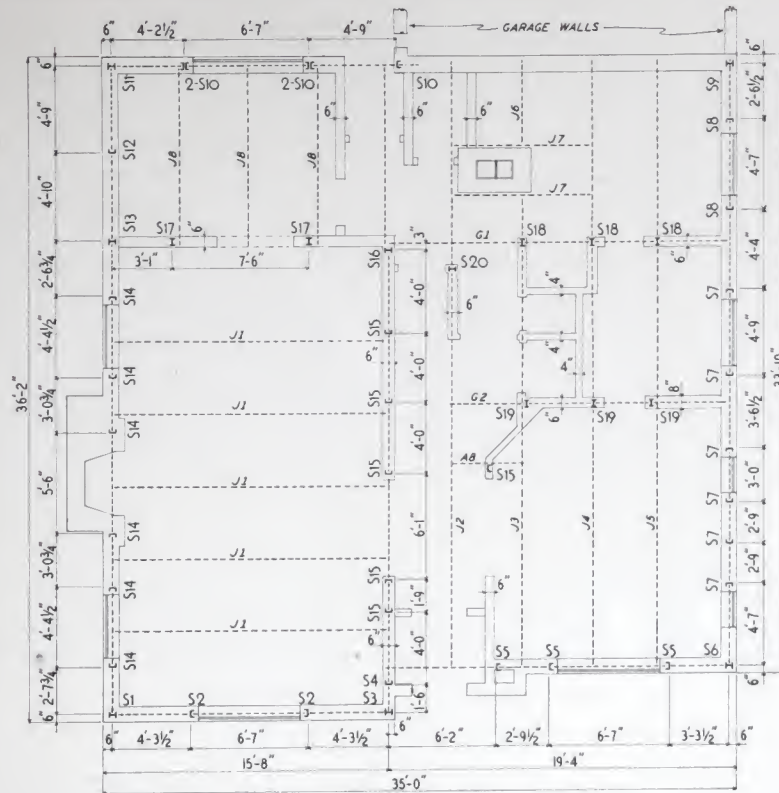 GARAGE WALLS
6" 4'-2½" 6'-7" 4'-9"
6"
S11 2-S10 2-S10 S10 S9
6" 6" 6" J6 2'-6½"
4'-9" S8
S12 J8 J8 J7 4'-7"
4'-10" J7 S8
S13 S17 6" S17 3" G1 S18 S18 S18 4'-4"
S16 S20 6"
2'-6¾" 3'-1" 7'-6" 4'-0" 4" S7
S14
4'-4½" S15 6" 4" 4'-9"
J1 6" 4'-0" 4"
36'-2" S14 S7 33'-10"
3'-0¾" S15 G2 8"
J1 S19 6" S19 S19 3'-6½"
S14 4'-0"
S15 A8 S15 S7
5'-6" J1 3'-0"
6'-1" J2 J3 J4 J5 S7
S14 2'-9"
J1 S7
3'-0¾" S15 2'-9"
S14 1'-9" 6" S7
S15
4'-4½" J1 6" 4'-0" 4'-7"
S14 S5 S5 S5 S6
2'-7¾" S4 6"
S1 S2 S2 S3 1'-6"
6" 6"
4'-3½" 6'-7" 4'-3½" 6'-2" 2'-9½" 6'-7" 3'-3½" 6"
15'-8" 19'-4"
35'-0"